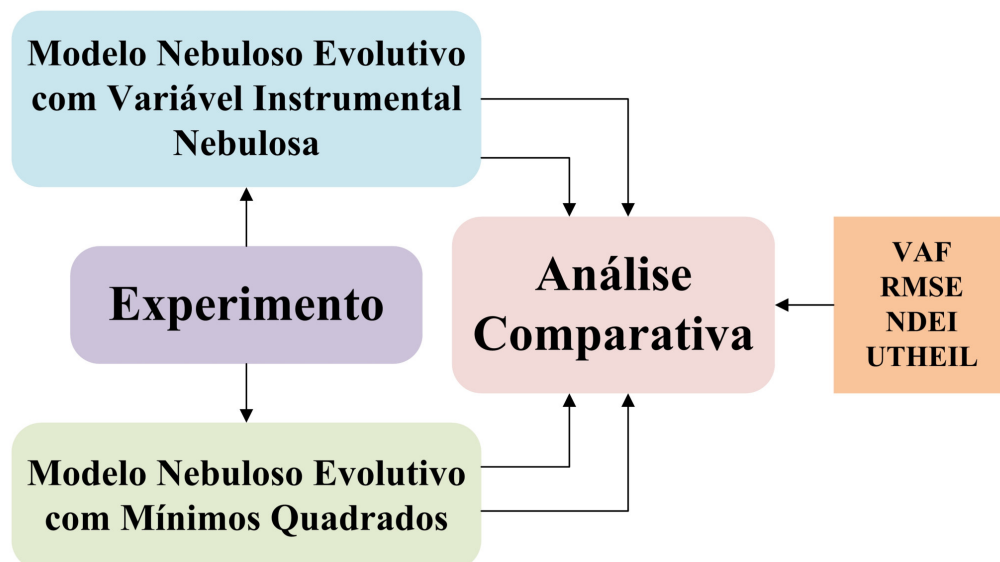 Modelo Nebuloso Evolutivo
com Variável Instrumental
Nebulosa
Experimento
Análise
Comparativa
VAF
RMSE
NDEI
UTHEIL
Modelo Nebuloso Evolutivo
com Mínimos Quadrados